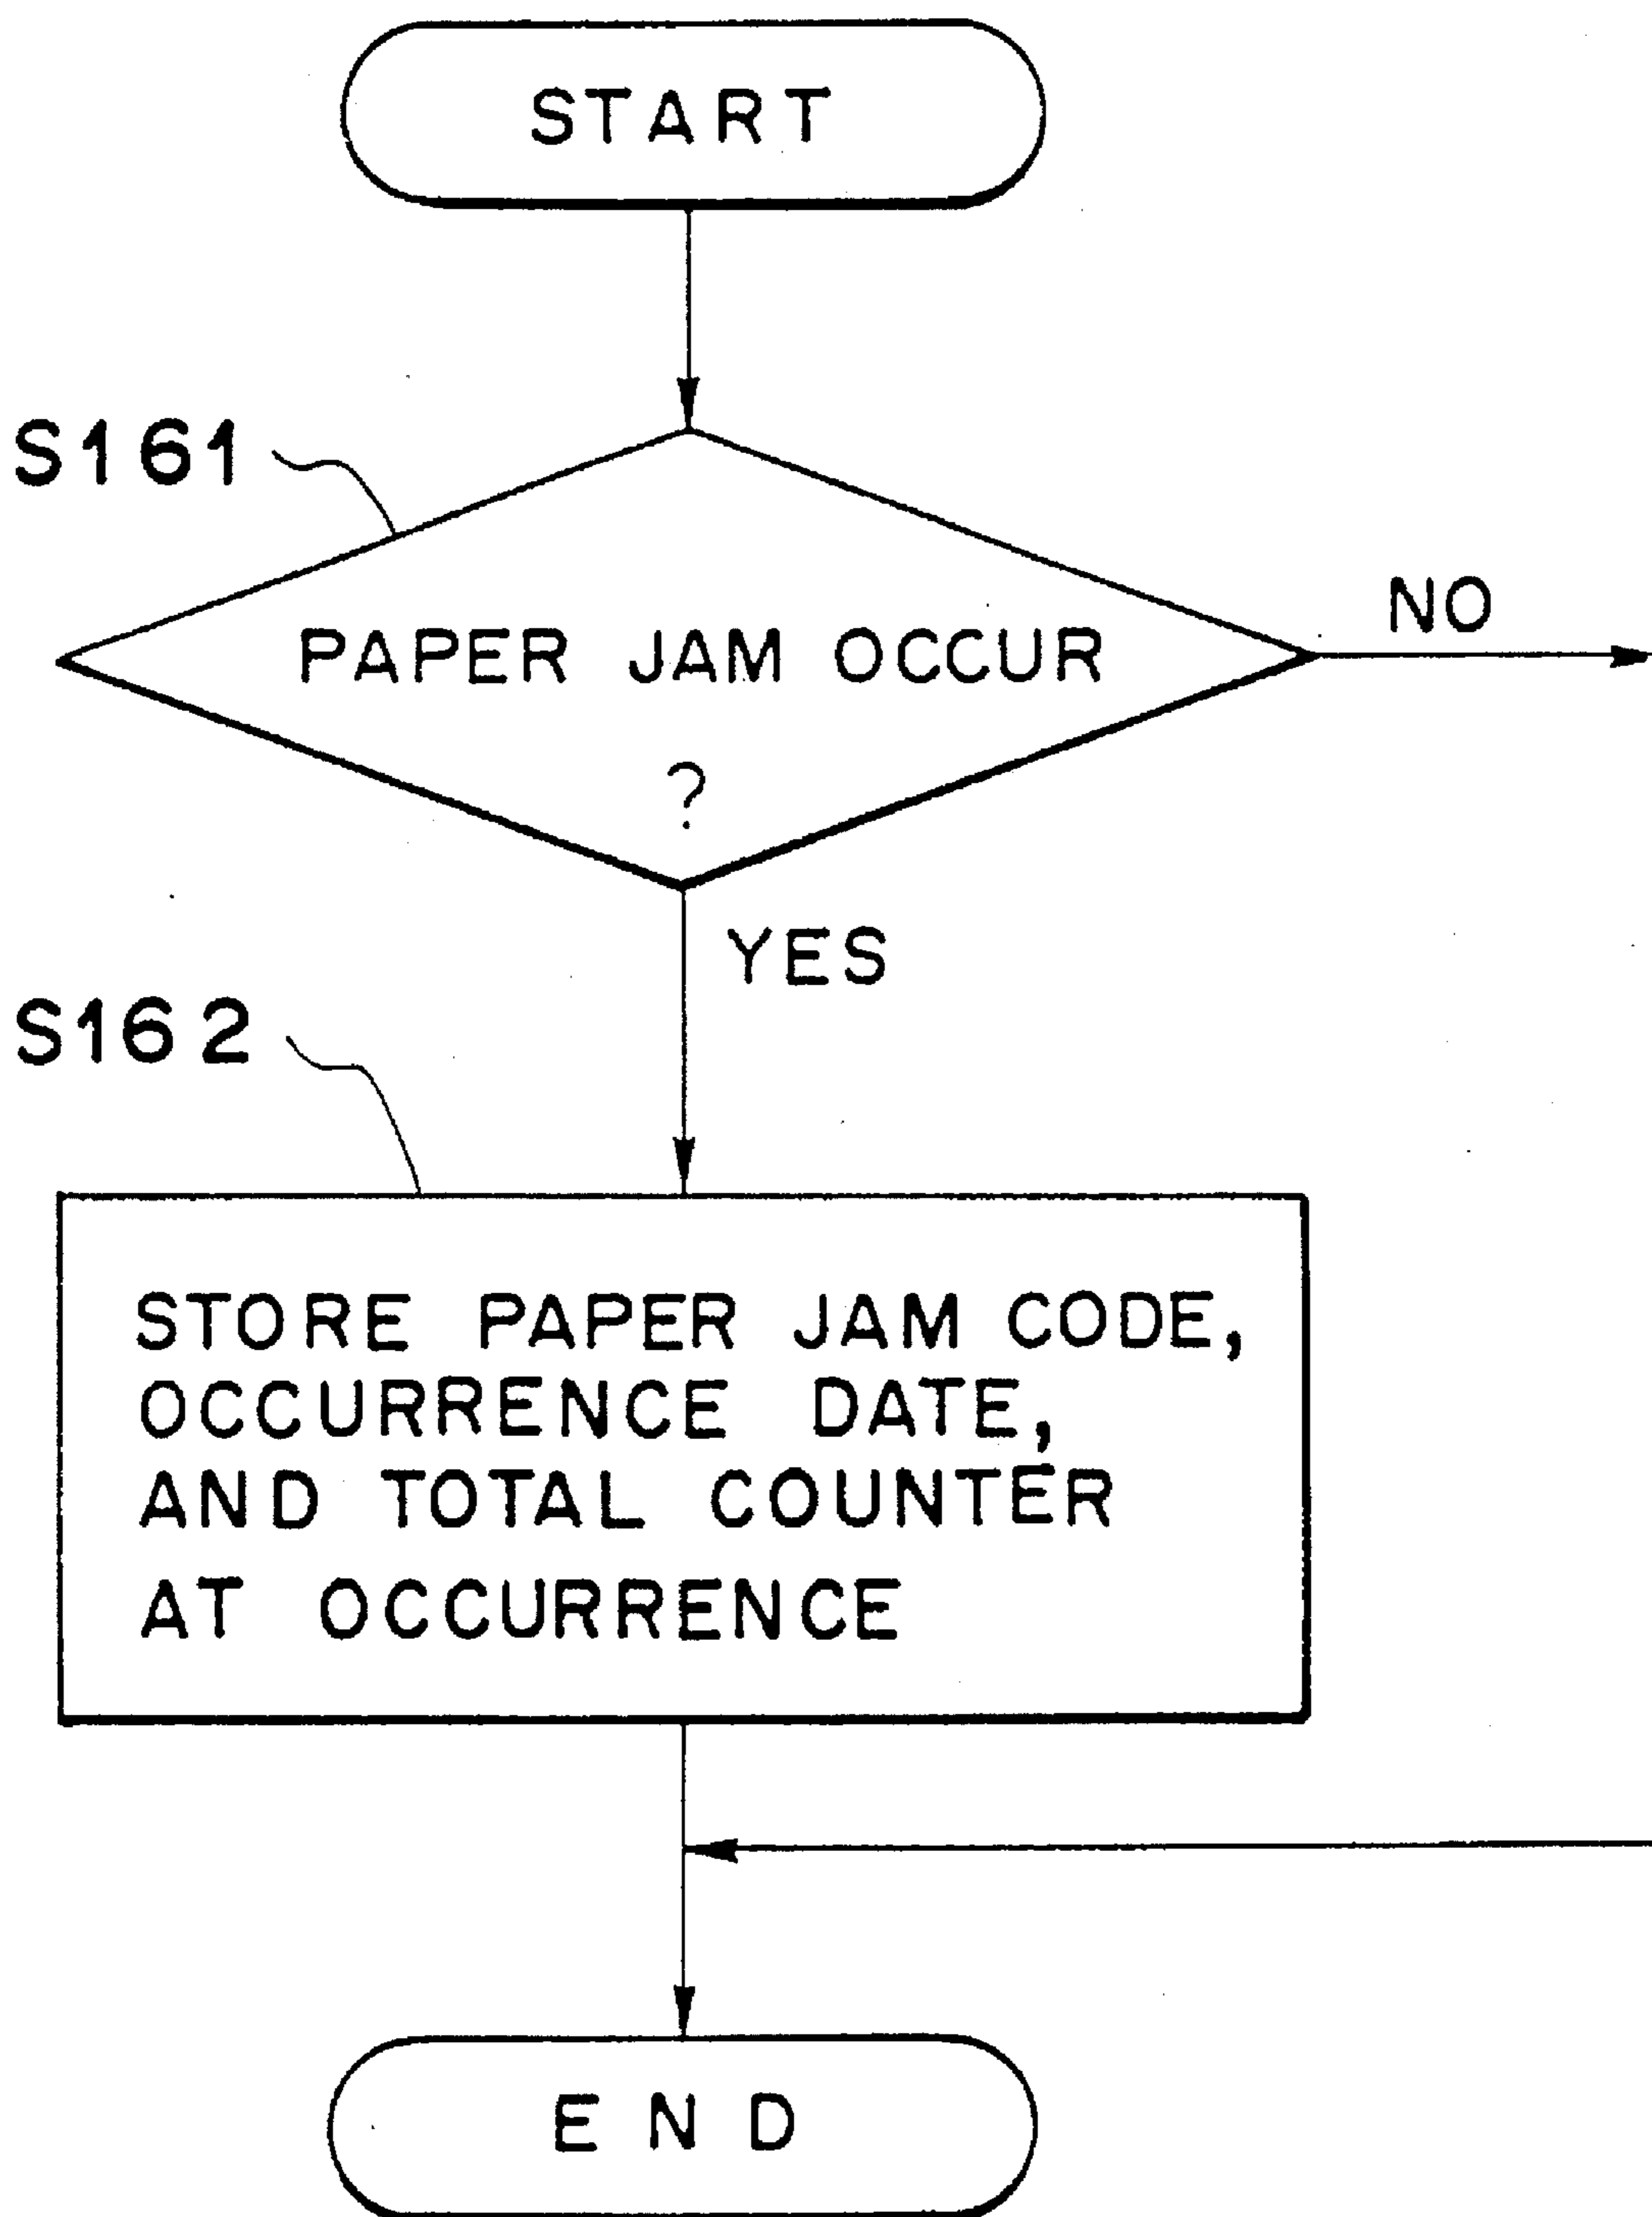 START
S161
PAPER JAM OCCUR
?
NO
YES
S162
STORE PAPER JAM CODE,
OCCURRENCE DATE,
AND TOTAL COUNTER
AT OCCURRENCE
END